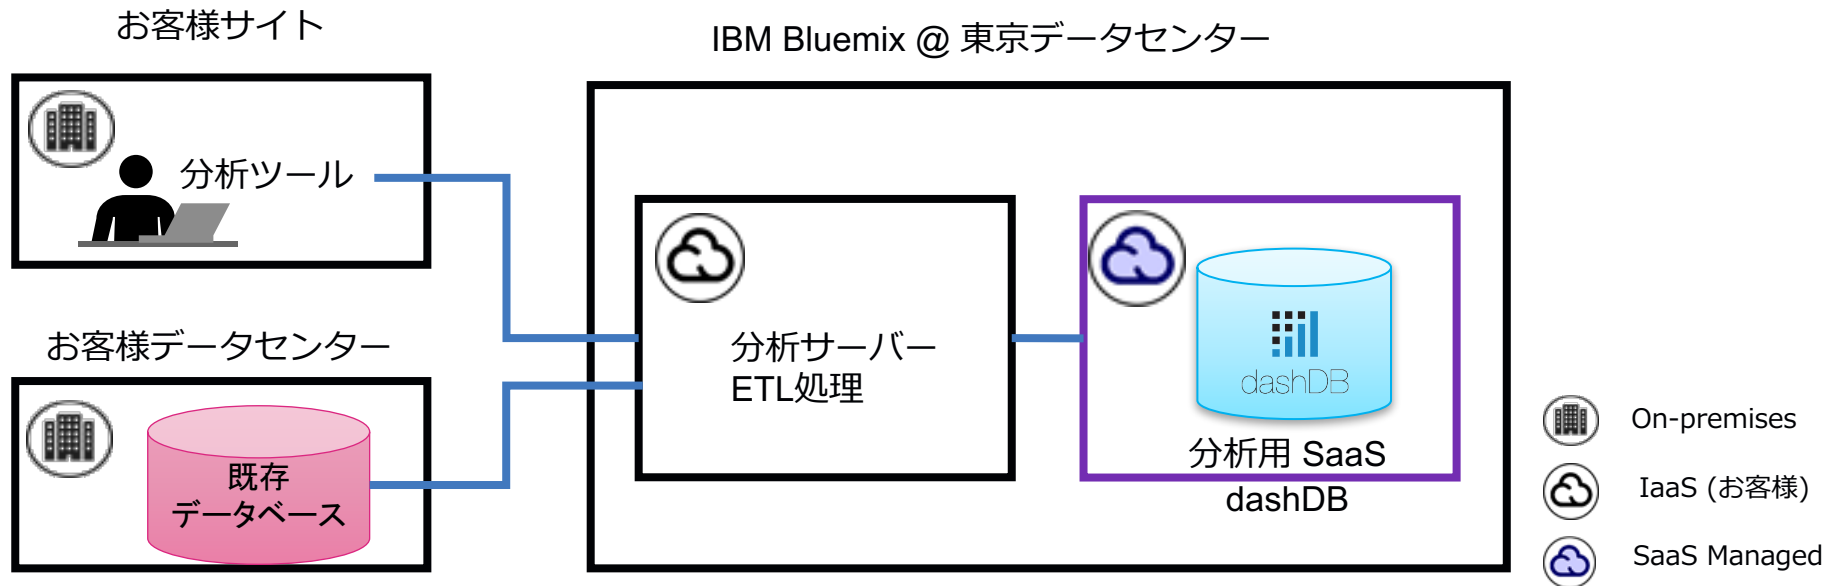 お客様サイト
IBM Bluemix @ 東京データセンター
分析ツール
お客様データセンター
既存
データベース
分析サーバー
ETL処理
dashDB
分析用 SaaS
dashDB
On-premises
IaaS (お客様)
SaaS Managed